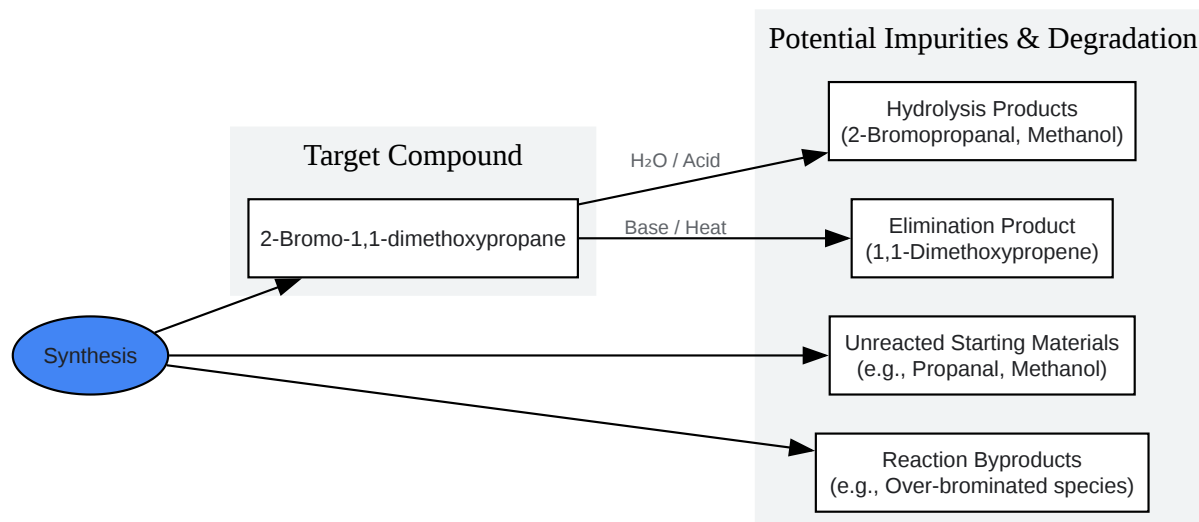 Potential Impurities & Degradation
Hydrolysis Products
(2-Bromopropanal, Methanol)
Target Compound
H₂O / Acid
2-Bromo-1,1-dimethoxypropane
Base / Heat
Elimination Product
(1,1-Dimethoxypropene)
Synthesis
Unreacted Starting Materials
(e.g., Propanal, Methanol)
Reaction Byproducts
(e.g., Over-brominated species)